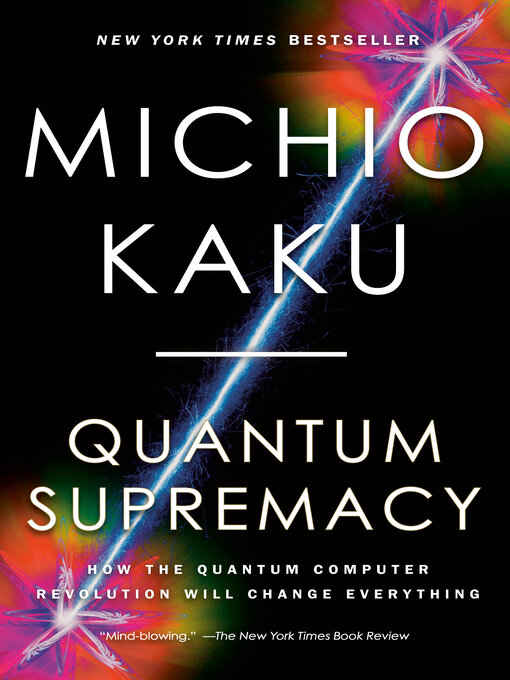 NEW YORK TIMES BESTSELLER
MICHIO
KAKU
QUANTUM
SUPREMACY
HOW THE QUANTUM COMPUTER
REVOLUTION WILL CHANGE EVERYTHING
“Mind-blowing.” —The New York Times Book Review